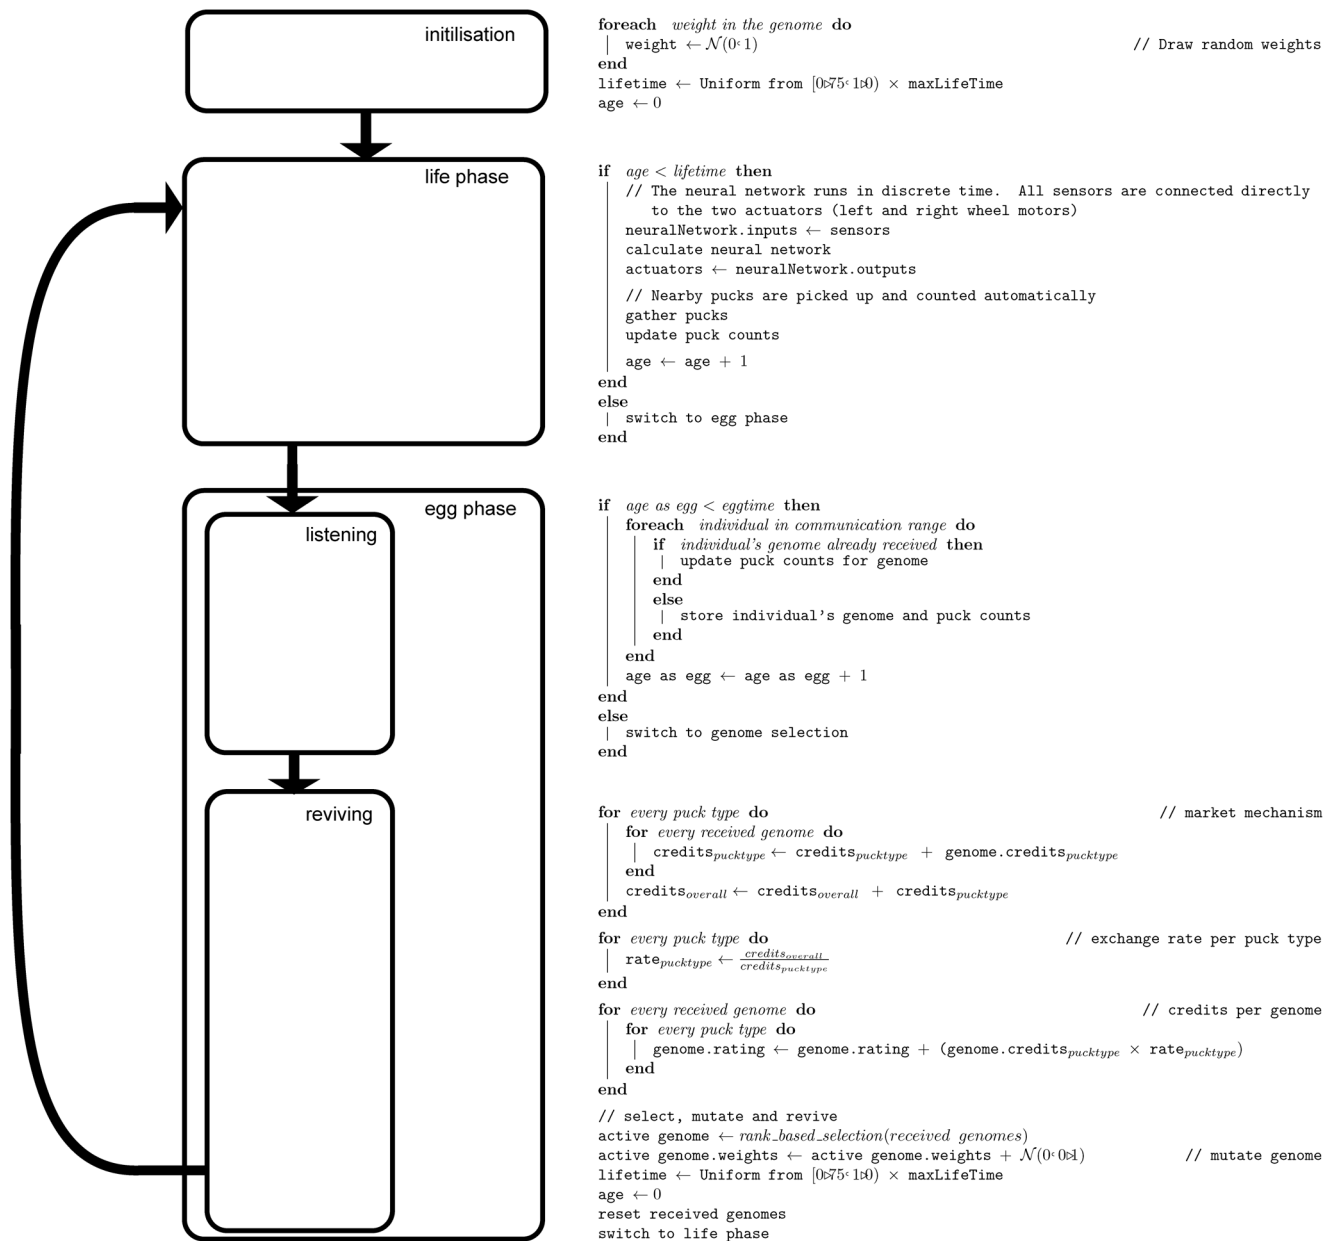 initilisation
foreach weight in the genome do
weight ← N(0‘ 1) // Draw random weights
end
lifetime ← Uniform from [0⊳75‘ 1⊳0) × maxLifeTime
age ← 0
life phase
if age < lifetime then
// The neural network runs in discrete time. All sensors are connected directly
to the two actuators (left and right wheel motors)
neuralNetwork.inputs ← sensors
calculate neural network
actuators ← neuralNetwork.outputs
// Nearby pucks are picked up and counted automatically
gather pucks
update puck counts
age ← age + 1
end
else
switch to egg phase
end
egg phase
listening
if age as egg < eggtime then
foreach individual in communication range do
if individual's genome already received then
update puck counts for genome
end
else
store individual's genome and puck counts
end
end
age as egg ← age as egg + 1
end
else
switch to genome selection
end
reviving
for every puck type do // market mechanism
for every received genome do
credits_pucktype ← credits_pucktype + genome.credits_pucktype
end
credits_overall ← credits_overall + credits_pucktype
end
for every puck type do // exchange rate per puck type
rate_pucktype ← credits_overall / credits_pucktype
end
for every received genome do // credits per genome
for every puck type do
genome.rating ← genome.rating + (genome.credits_pucktype × rate_pucktype)
end
end
// select, mutate and revive
active genome ← rank_based_selection(received genomes)
active genome.weights ← active genome.weights + N(0‘ 0⊳1) // mutate genome
lifetime ← Uniform from [0⊳75‘ 1⊳0) × maxLifeTime
age ← 0
reset received genomes
switch to life phase